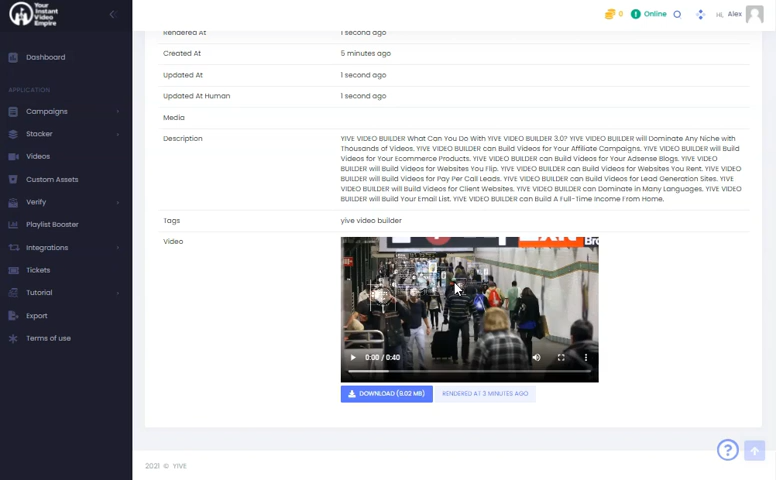 Your
Instant
Video
Empire
0
Online
HI, Alex
Dashboard
APPLICATION
Campaigns
Stacker
Videos
Custom Assets
Verify
Playlist Booster
Integrations
Tickets
Tutorial
Export
Terms of use
Rendered At 1 second ago
Created At 5 minutes ago
Updated At 1 second ago
Updated At Human 1 second ago
Media
Description YIVE VIDEO BUILDER What Can You Do With YIVE VIDEO BUILDER 3.0? YIVE VIDEO BUILDER will Dominate Any Niche with
Thousands of Videos. YIVE VIDEO BUILDER can Build Videos for Your Affiliate Campaigns. YIVE VIDEO BUILDER will Build
Videos for Your Ecommerce Products. YIVE VIDEO BUILDER can Build Videos for Your Adsense Blogs. YIVE VIDEO
BUILDER will Build Videos for Websites You Flip. YIVE VIDEO BUILDER can Build Videos for Websites You Rent. YIVE VIDEO
BUILDER will Build Videos for Pay Per Call Leads. YIVE VIDEO BUILDER can Build Videos for Lead Generation Sites. YIVE
VIDEO BUILDER will Build Videos for Client Websites. YIVE VIDEO BUILDER can Dominate in Many Languages. YIVE VIDEO
BUILDER will Build Your Email List. YIVE VIDEO BUILDER can Build A Full-Time Income From Home.
Tags yive video builder
Video
Bro
0:00 / 0:40
DOWNLOAD (9.02 MB) RENDERED AT 3 MINUTES AGO
2021 © YIVE